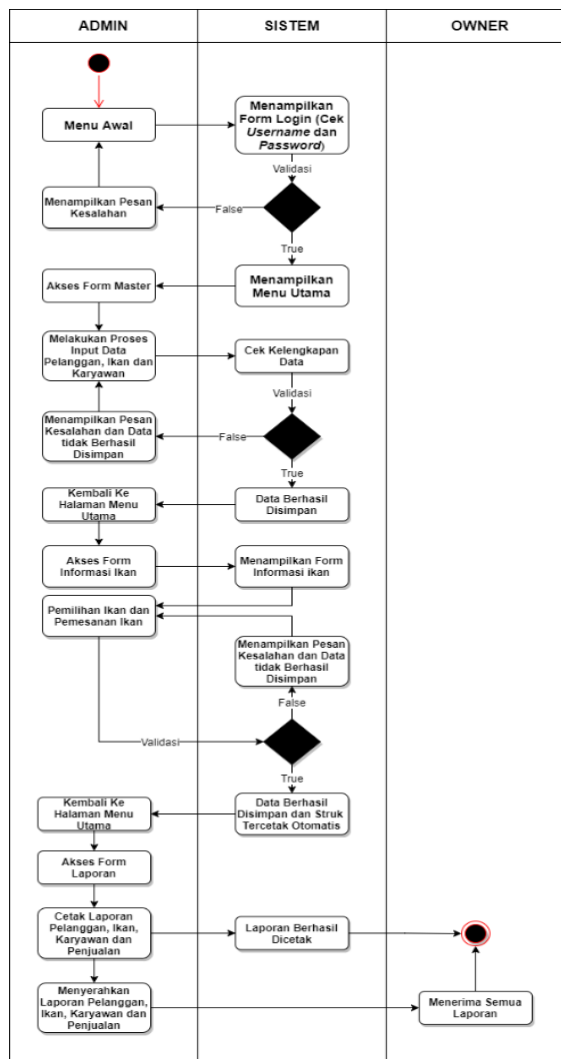 ADMIN
SISTEM
OWNER
Menu Awal
Menampilkan
Form Login (Cek
Username dan
Password)
Validasi
Menampilkan Pesan
Kesalahan
False
True
Akses Form Master
Menampilkan
Menu Utama
Melakukan Proses
Input Data
Pelanggan, Ikan dan
Karyawan
Cek Kelengkapan
Data
Validasi
Menampilkan Pesan
Kesalahan dan Data
tidak Berhasil
Disimpan
False
True
Kembali Ke
Halaman Menu
Utama
Data Berhasil
Disimpan
Akses Form
Informasi Ikan
Menampilkan Form
Informasi ikan
Pemilihan Ikan dan
Pemesanan Ikan
Menampilkan Pesan
Kesalahan dan Data
tidak Berhasil
Disimpan
False
Validasi
True
Kembali Ke
Halaman Menu
Utama
Data Berhasil
Disimpan dan Struk
Tercetak Otomatis
Akses Form
Laporan
Cetak Laporan
Pelanggan, Ikan,
Karyawan dan
Penjualan
Laporan Berhasil
Dicetak
Menyerahkan
Laporan Pelanggan,
Ikan, Karyawan dan
Penjualan
Menerima Semua
Laporan